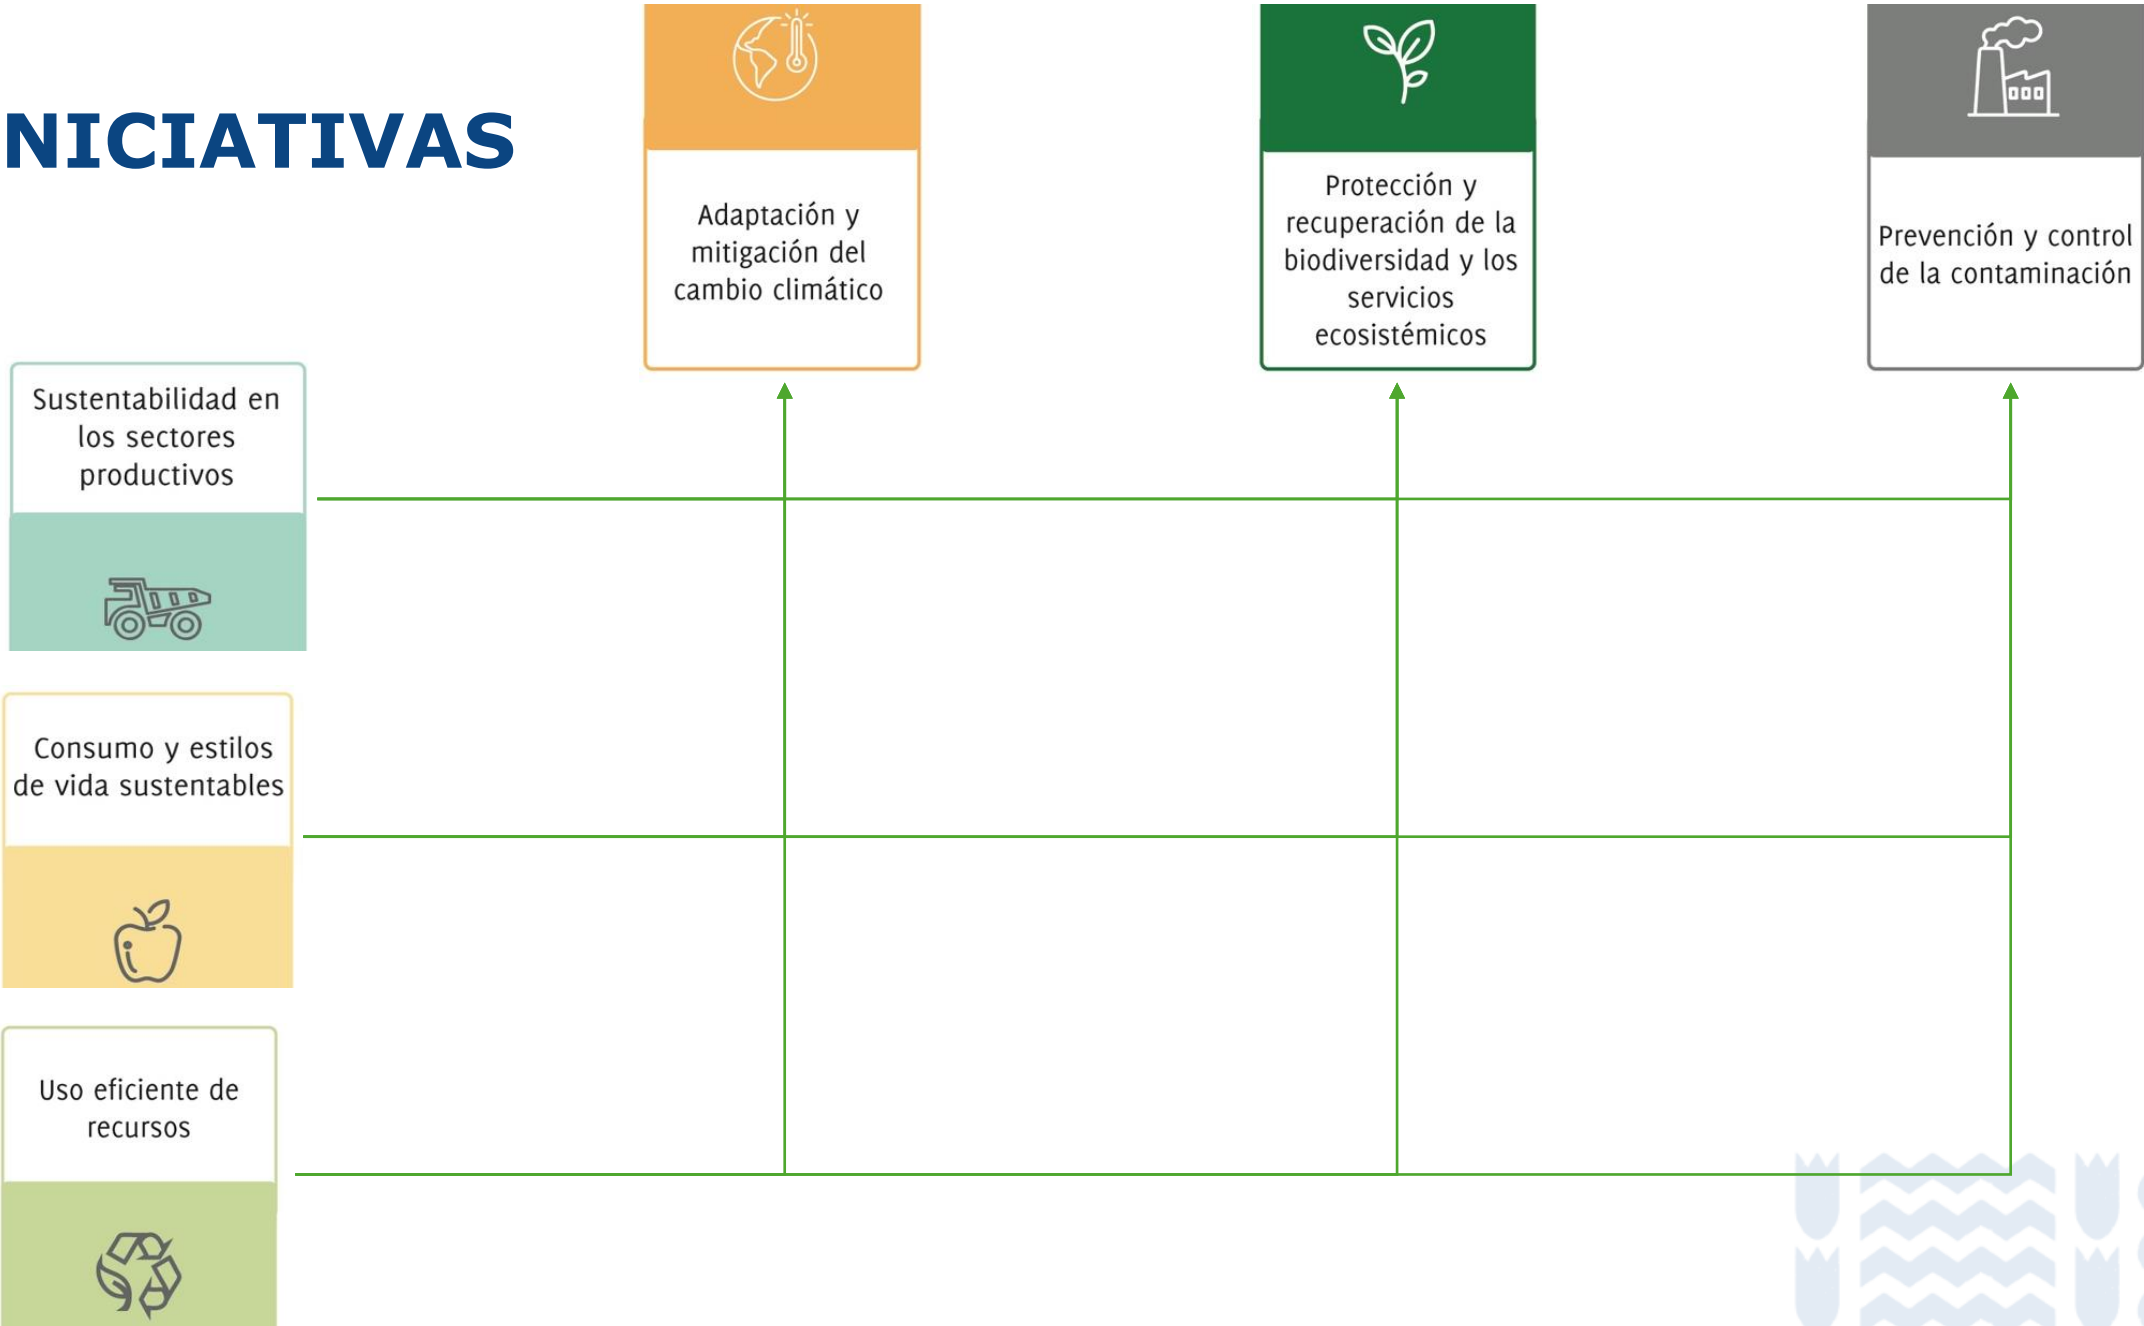 NICIATIVAS
Adaptación y
mitigación del
cambio climático
Protección y
recuperación de la
biodiversidad y los
servicios
ecosistémicos
Prevención y control
de la contaminación
Sustentabilidad en
los sectores
productivos
Consumo y estilos
de vida sustentables
Uso eficiente de
recursos